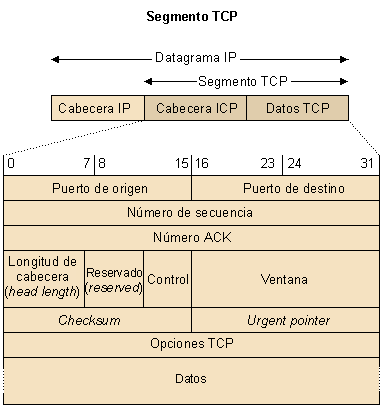 Segmento TCP
Datagrama IP
Segmento TCP
Cabecera IP Cabecera ICP Datos TCP
0 7 8 15 16 23 24 31
Puerto de origen Puerto de destino
Número de secuencia
Número ACK
Longitud de
cabecera
(head length)
Reservado
(reserved)
Control
Ventana
Checksum Urgent pointer
Opciones TCP
Datos